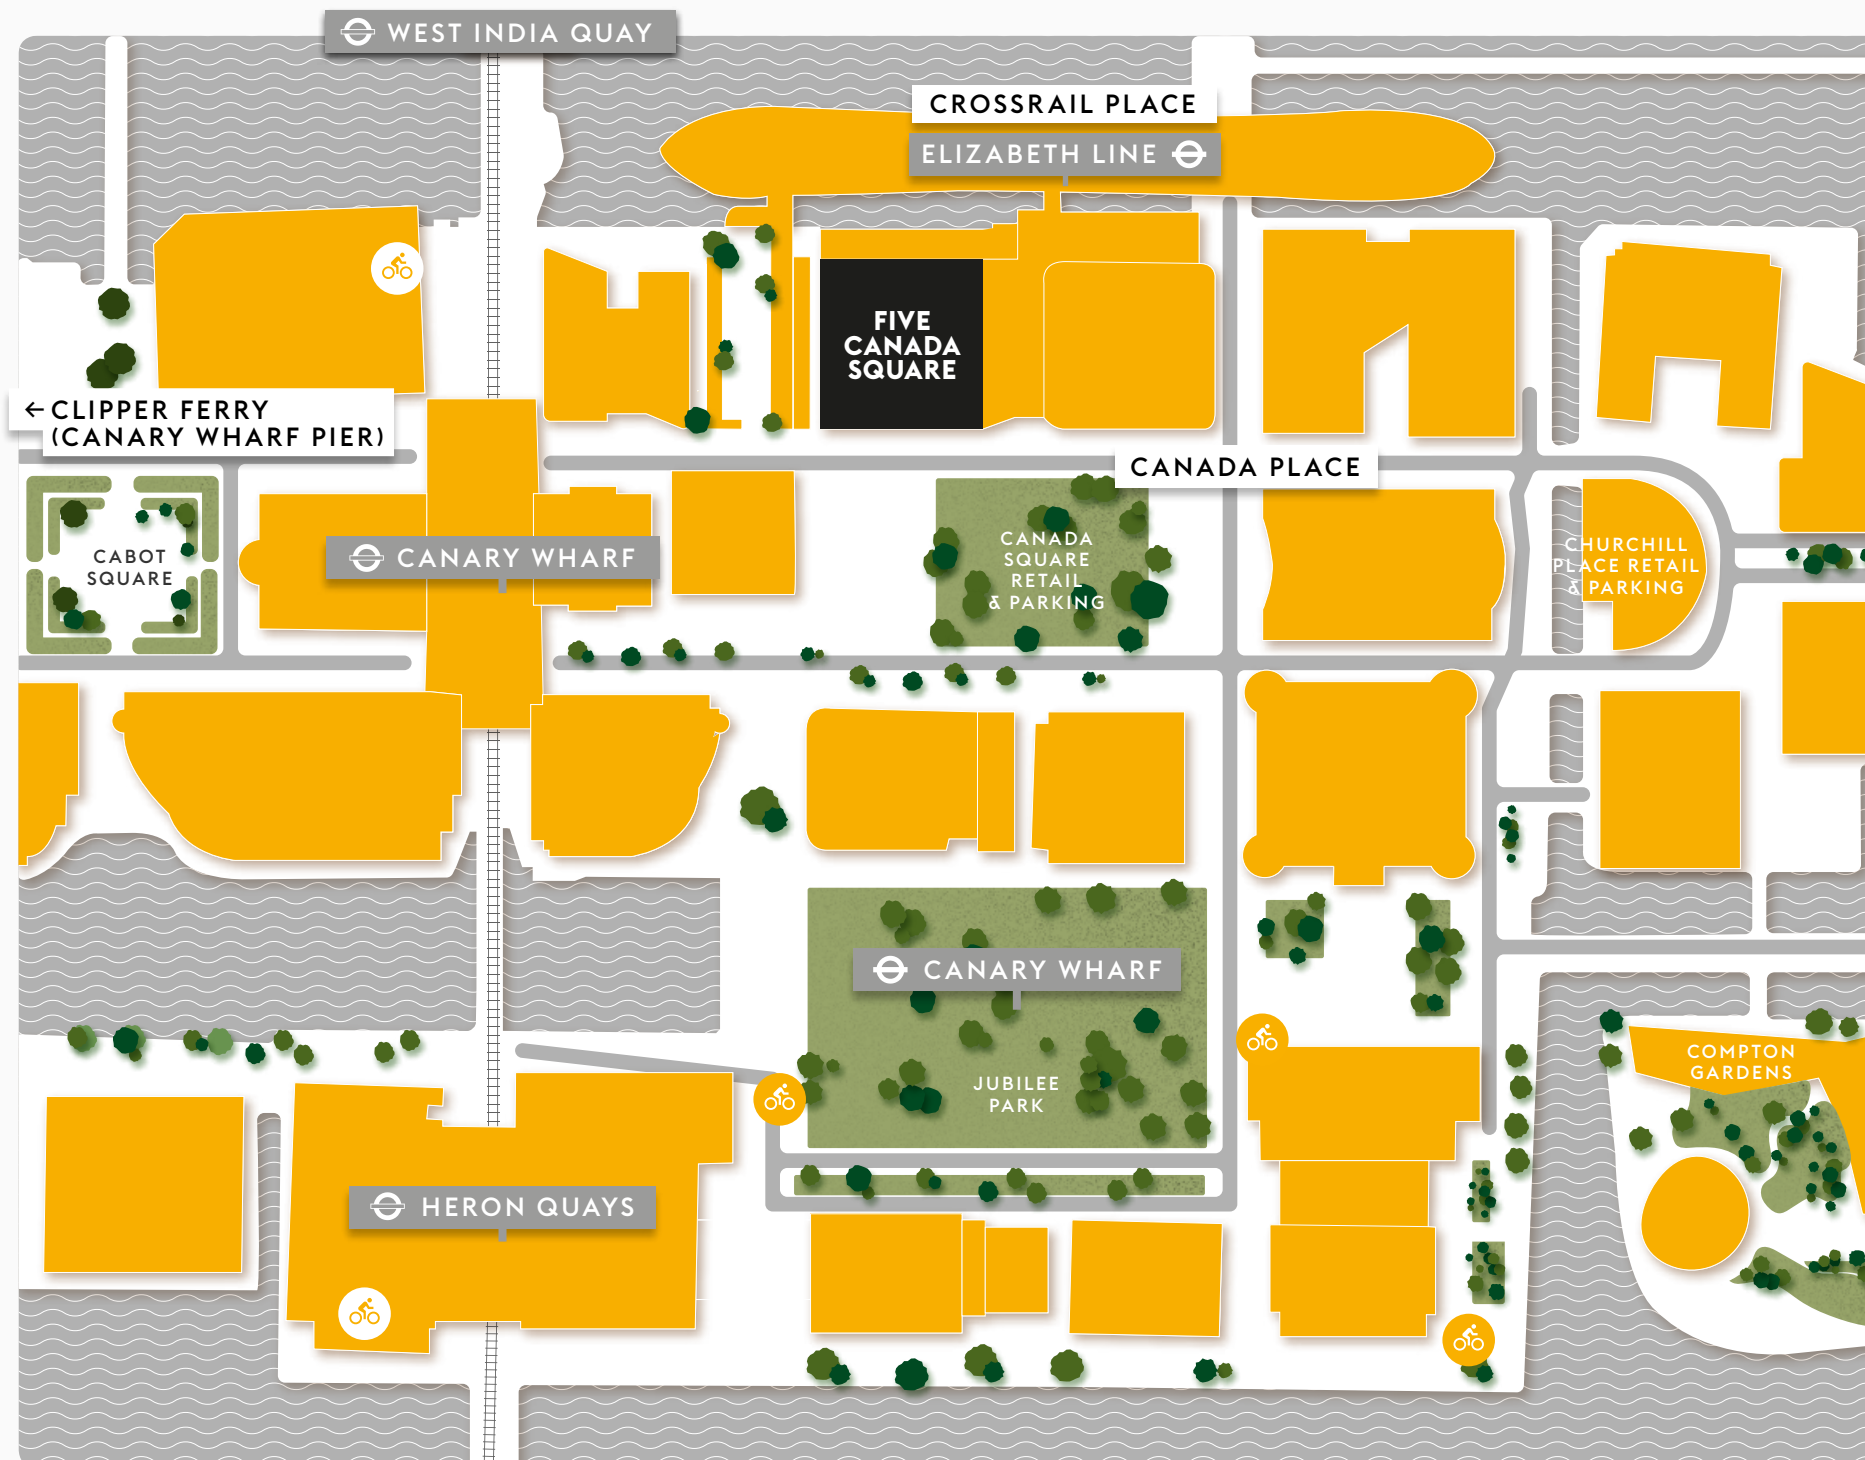 WEST INDIA QUAY
CROSSRAIL PLACE
ELIZABETH LINE
FIVE
CANADA
SQUARE
←CLIPPER FERRY
(CANARY WHARF PIER)
CANADA PLACE
CABOT
SQUARE
CANARY WHARF
CANADA
SQUARE
RETAIL
& PARKING
CHURCHILL
PLACE RETAIL
& PARKING
CANARY WHARF
JUBILEE
PARK
COMPTON
GARDENS
HERON QUAYS